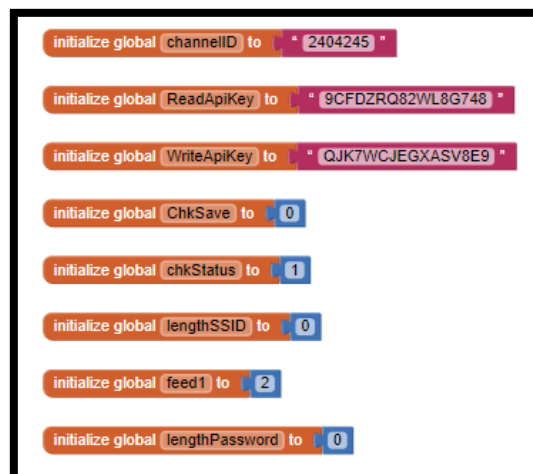 initialize global channelID to " 2404245 "
initialize global ReadApiKey to " 9CFDZRQ82WL8G748 "
initialize global WriteApiKey to " QJK7WCJEGXASV8E9 "
initialize global ChkSave to 0
initialize global chkStatus to 1
initialize global lengthSSID to 0
initialize global feed1 to 2
initialize global lengthPassword to 0